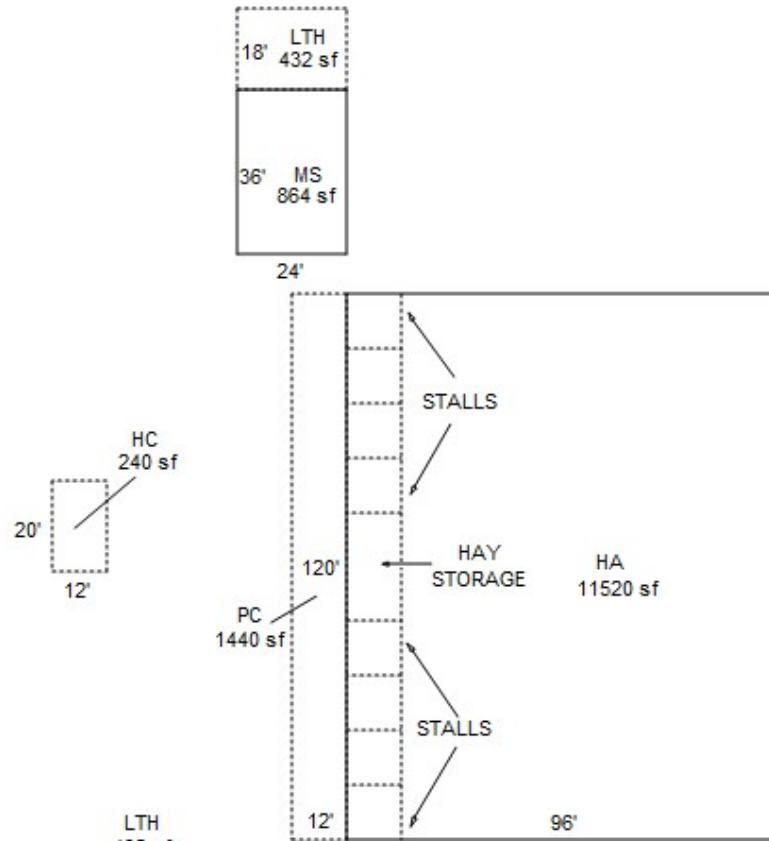 LTH
18' 432 sf
36' MS
864 sf
24'
STALLS
HC
240 sf
20'
12'
120'
HAY
STORAGE
HA
11520 sf
PC
1440 sf
STALLS
LTH
12'
96'